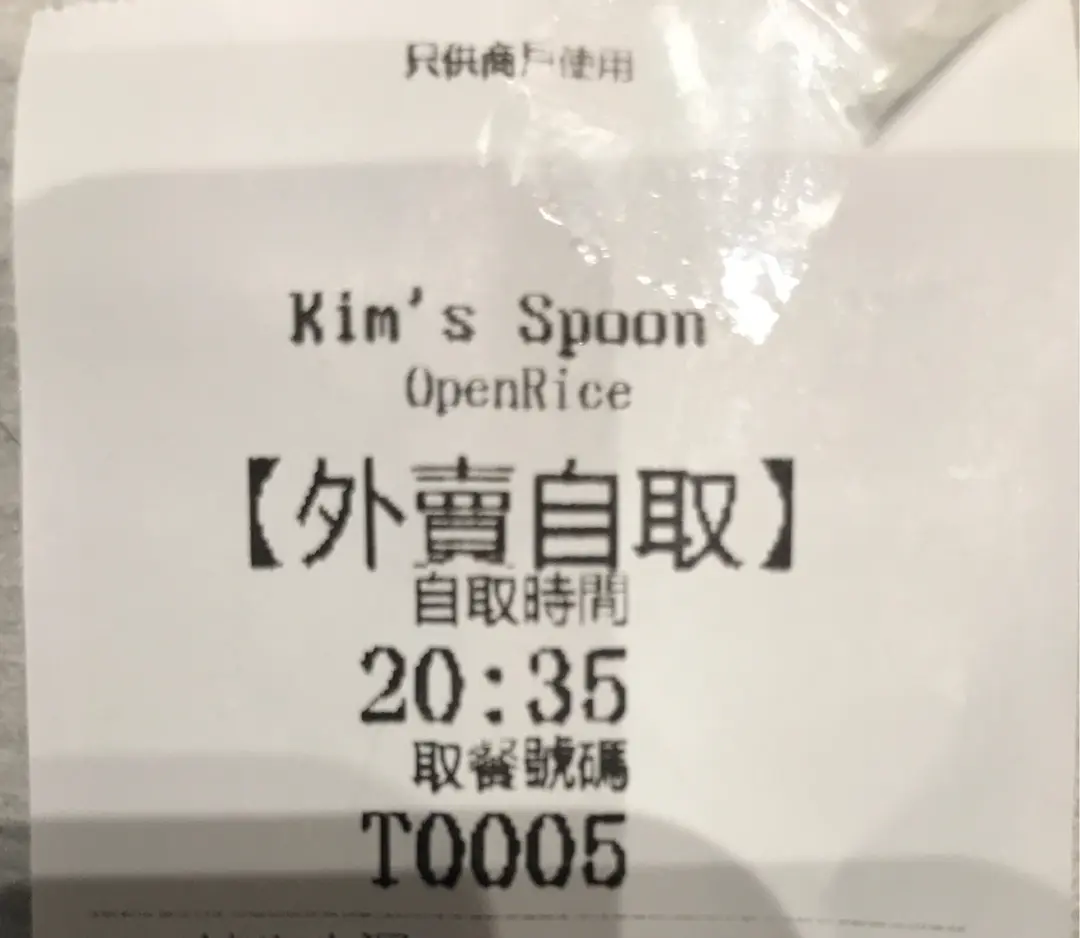 只供商戶使用
Kim's Spoon
OpenRice
【外賣自取】
自取時間
20:35
取餐號碼
T0005